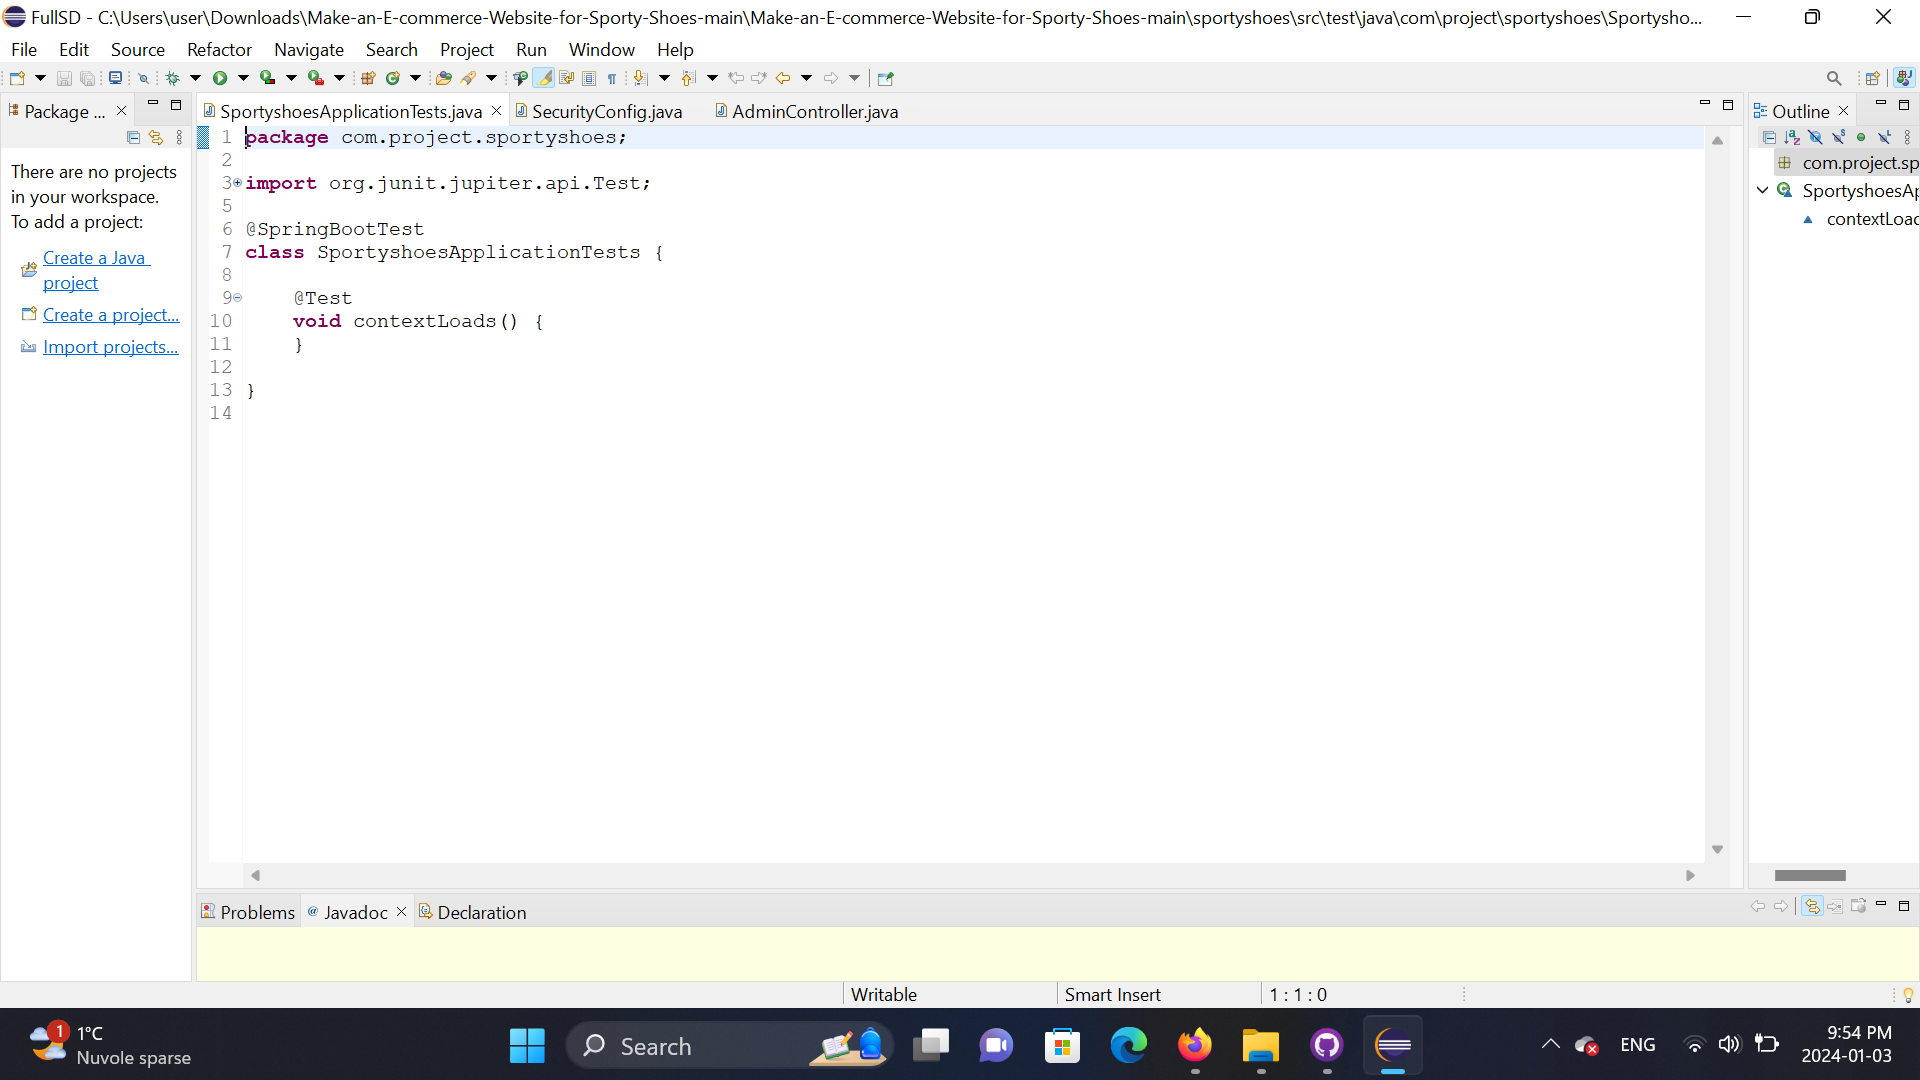 FullSD - C:\Users\user\Downloads\Make-an-E-commerce-Website-for-Sporty-Shoes-main\Make-an-E-commerce-Website-for-Sporty-Shoes-main\sportyshoes\src\test\java\com\project\sportyshoes\Sportysho...
File Edit Source Refactor Navigate Search Project Run Window Help
Package ...
SportyshoesApplicationTests.java SecurityConfig.java AdminController.java
Outline
There are no projects
in your workspace.
To add a project:
Create a Java
project
Create a project...
Import projects...
1 package com.project.sportyshoes;
2
3 import org.junit.jupiter.api.Test;
5
6 @SpringBootTest
7 class SportyshoesApplicationTests {
8
9 @Test
10 void contextLoads() {
11 }
12
13 }
14
com.project.sp
SportyshoesAp
contextLoad
Problems @ Javadoc Declaration
Writable Smart Insert 1 : 1 : 0
1
1°C
Nuvole sparse
Search
ENG
9:54 PM
2024-01-03